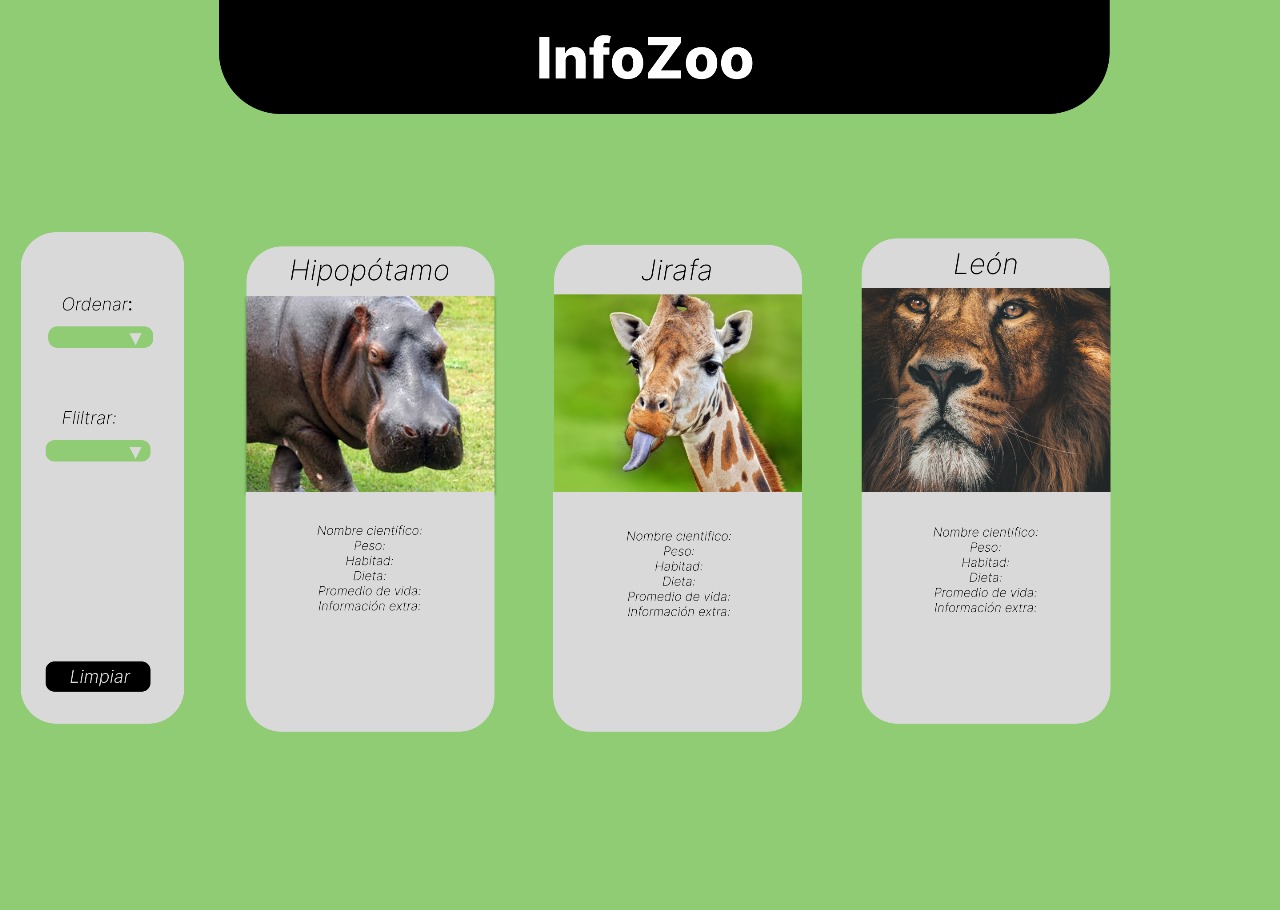 InfoZoo
Ordenar:
Fliltrar:
Limpiar
Hipopótamo
Nombre cientifico:
Peso:
Habitad:
Dieta:
Promedio de vida:
Información extra:
Jirafa
Nombre cientifico:
Peso:
Habitad:
Dieta:
Promedio de vida:
Información extra:
León
Nombre cientifico:
Peso:
Habitad:
Dieta:
Promedio de vida:
Información extra: